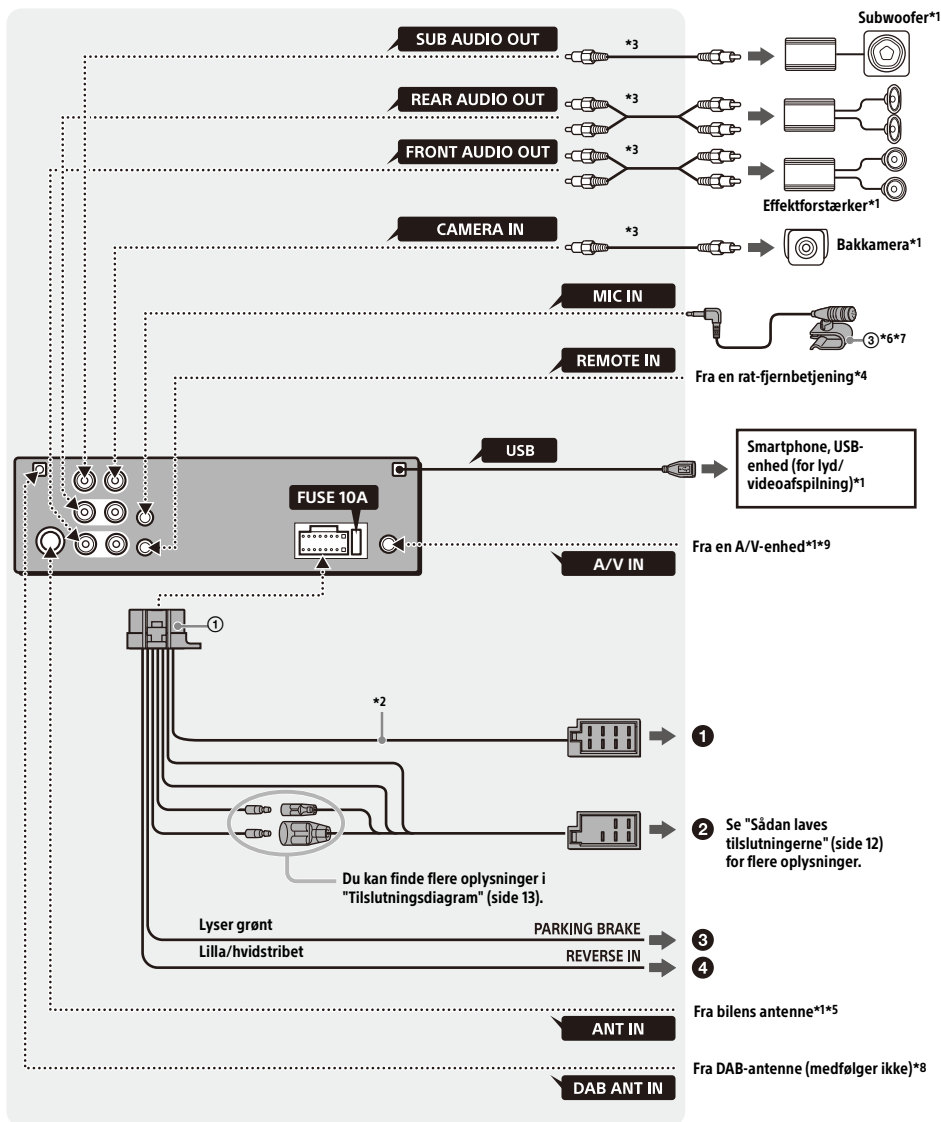 Subwoofer*1
SUB AUDIO OUT
*3
REAR AUDIO OUT
*3
FRONT AUDIO OUT
*3
Effektforstærker*1
CAMERA IN
*3
Bakkamera*1
MIC IN
③*6*7
REMOTE IN
Fra en rat-fjernbetjening*4
USB
Smartphone, USB-
enhed (for lyd/
videoafspilning)*1
FUSE 10A
Fra en A/V-enhed*1*9
A/V IN
①
*2
❶
❷
Se "Sådan laves
tilslutningerne" (side 12)
for flere oplysninger.
Du kan finde flere oplysninger i
"Tilslutningsdiagram" (side 13).
Lyser grønt
PARKING BRAKE
❸
Lilla/hvidstribet
REVERSE IN
❹
Fra bilens antenne*1*5
ANT IN
Fra DAB-antenne (medfølger ikke)*8
DAB ANT IN